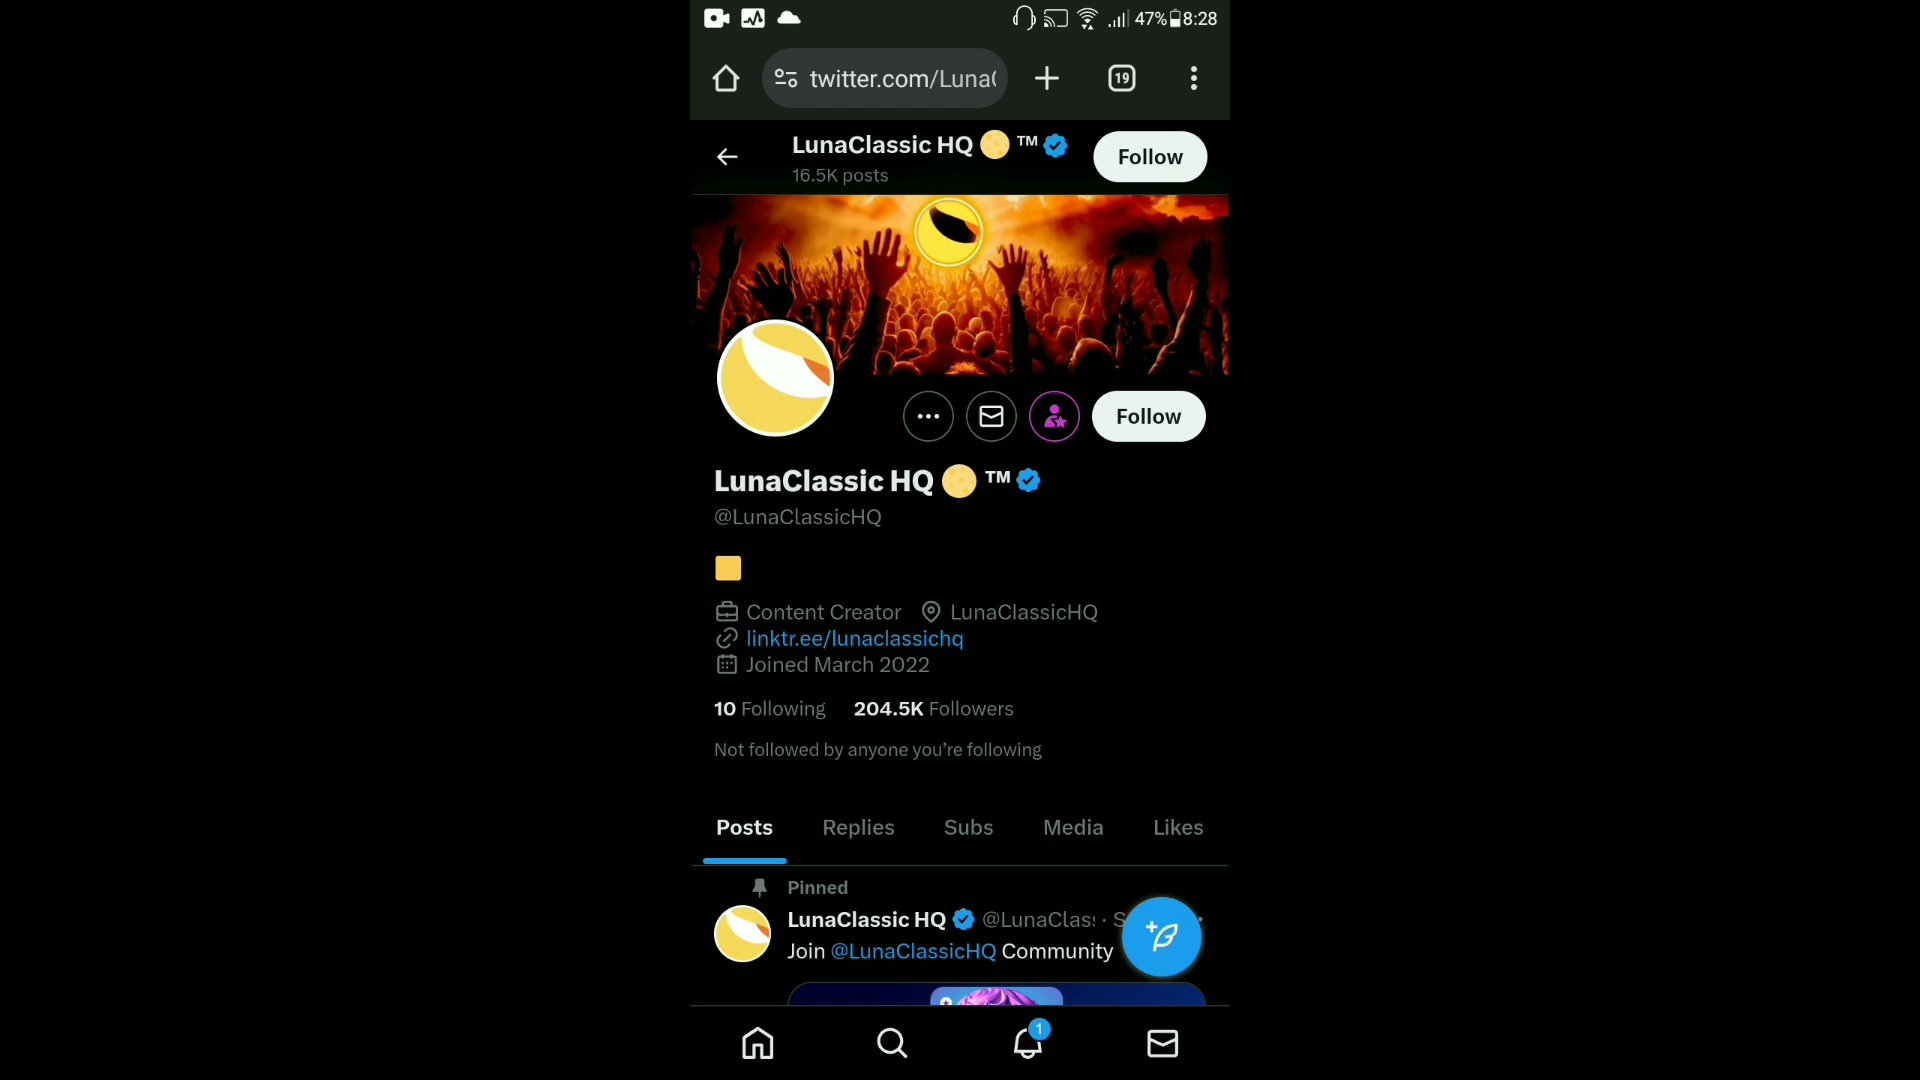 47% 8:28
twitter.com/Luna
19
LunaClassic HQ ™
16.5K posts
Follow
Follow
LunaClassic HQ ™
@LunaClassicHQ
Content Creator LunaClassicHQ
linktr.ee/lunaclassichq
Joined March 2022
10 Following 204.5K Followers
Not followed by anyone you're following
Posts Replies Subs Media Likes
Pinned
LunaClassic HQ @LunaClas · S
Join @LunaClassicHQ Community
1